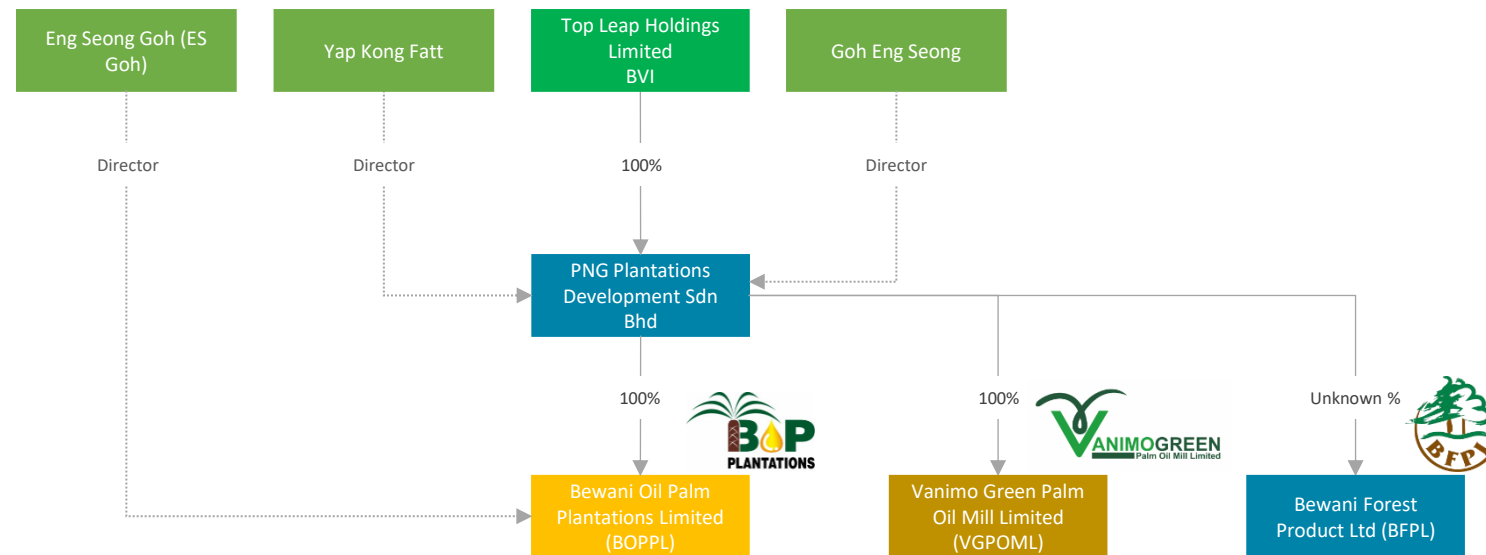 Eng Seong Goh (ES
Goh)
Yap Kong Fatt
Top Leap Holdings
Limited
BVI
Goh Eng Seong
Director
Director
100%
Director
PNG Plantations
Development Sdn
Bhd
100%
BOP
PLANTATIONS
100%
VANIMOGREEN
Palm Oil Mill Limited
Unknown %
BFPL
Bewani Oil Palm
Plantations Limited
(BOPPL)
Vanimo Green Palm
Oil Mill Limited
(VGPOML)
Bewani Forest
Product Ltd (BFPL)